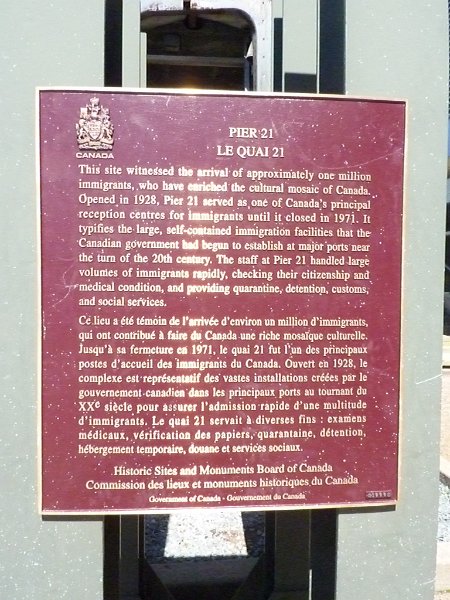 CANADA
PIER 21
LE QUAI 21
This site witnessed the arrival of approximately one million
immigrants, who have enriched the cultural mosaic of Canada.
Opened in 1928, Pier 21 served as one of Canada's principal
reception centres for immigrants until it closed in 1971. It
typifies the large, self-contained immigration facilities that the
Canadian government had begun to establish at major ports near
the turn of the 20th century. The staff at Pier 21 handled large
volumes of immigrants rapidly, checking their citizenship and
medical condition, and providing quarantine, detention, customs,
and social services.
Ce lieu a été témoin de l'arrivée d'environ un million d'immigrants,
qui ont contribué à faire du Canada une riche mosaïque culturelle.
Jusqu'à sa fermeture en 1971, le quai 21 fut l'un des principaux
postes d'accueil des immigrants du Canada. Ouvert en 1928, le
complexe est représentatif des vastes installations créées par le
gouvernement canadien dans les principaux ports au tournant du
XXe siècle pour assurer l'admission rapide d'une multitude
d'immigrants. Le quai 21 servait à diverses fins : examens
médicaux, vérification des papiers, quarantaine, détention,
hébergement temporaire, douane et services sociaux.
Historic Sites and Monuments Board of Canada
Commission des lieux et monuments historiques du Canada
Government of Canada - Gouvernement du Canada